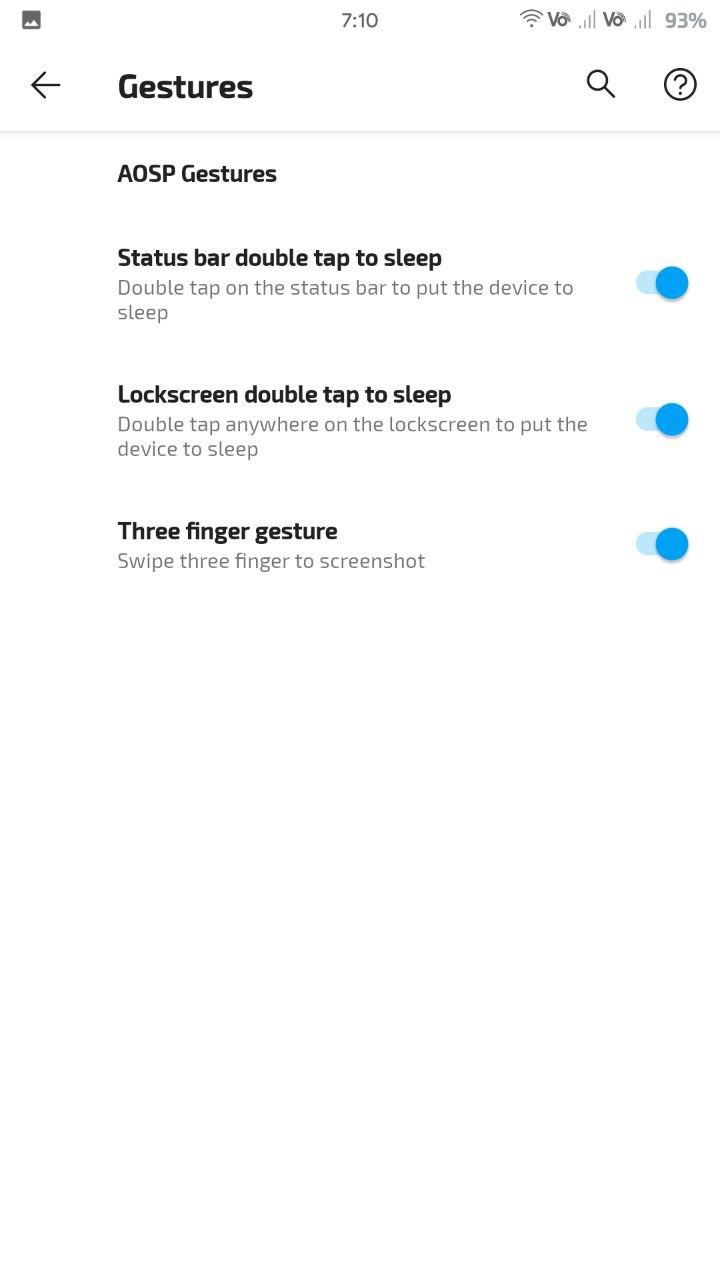 7:10
Vo
Vo
93%
Gestures
AOSP Gestures
Status bar double tap to sleep
Double tap on the status bar to put the device to
sleep
Lockscreen double tap to sleep
Double tap anywhere on the lockscreen to put the
device to sleep
Three finger gesture
Swipe three finger to screenshot